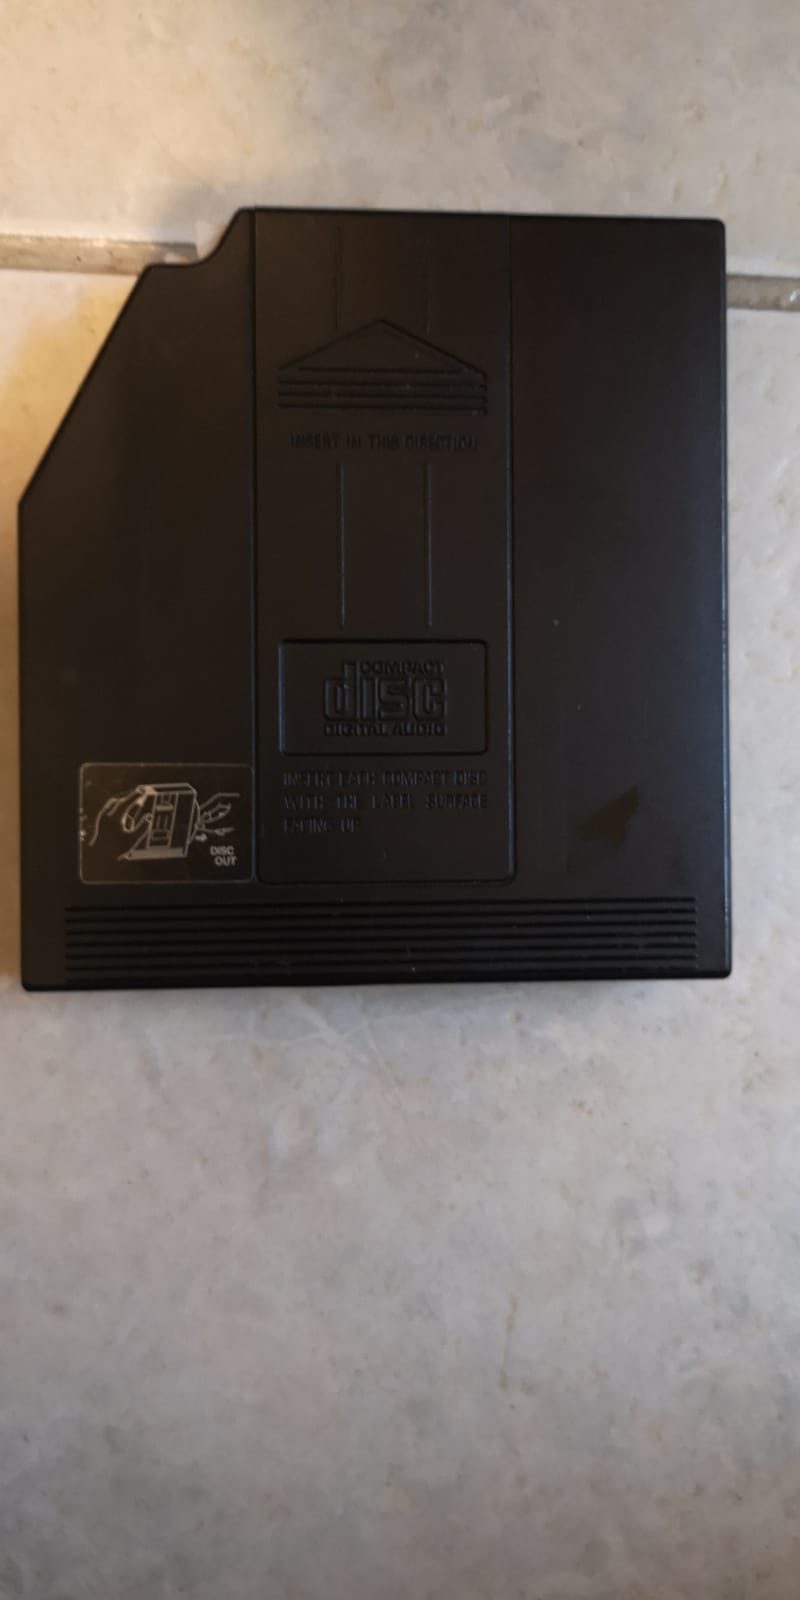 INSERT IN THIS DIRECTION
COMPACT
disc
DIGITAL AUDIO
INSERT EACH COMPACT DISC
WITH THE LABEL SURFACE
FACING UP
DISC
OUT